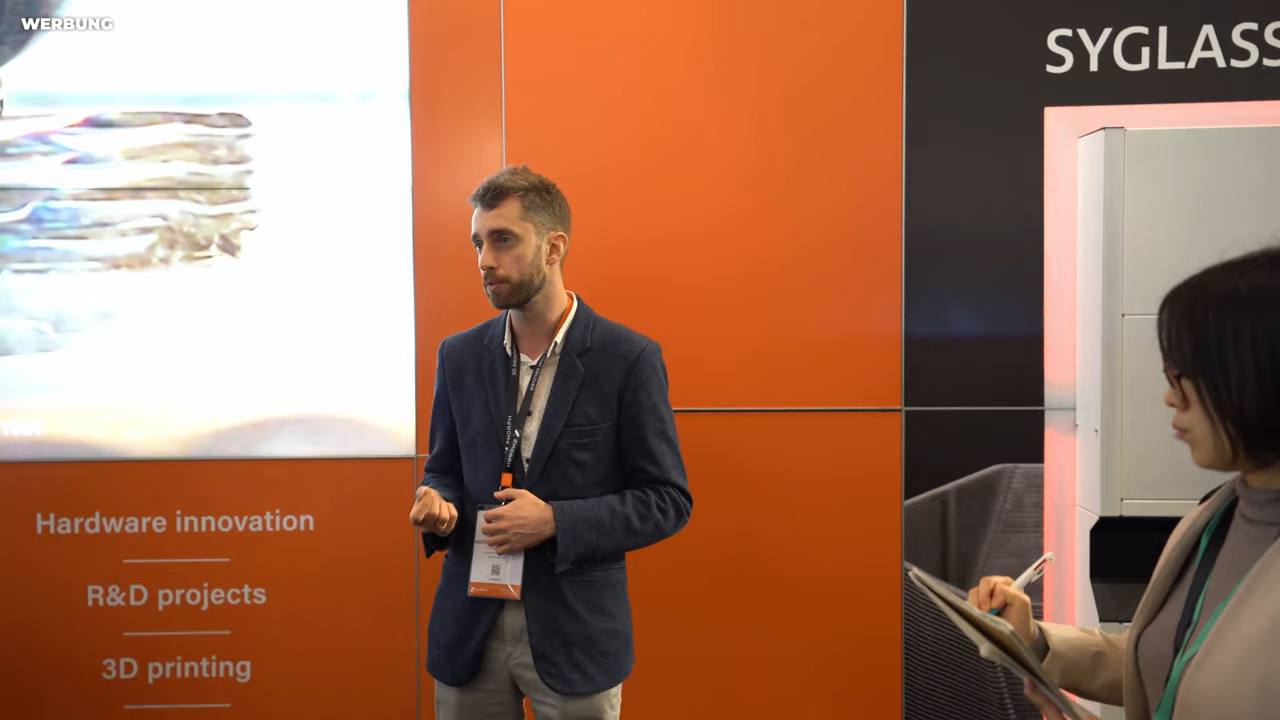 WERBUNG
SYGLASS
Hardware innovation
R&D projects
3D printing